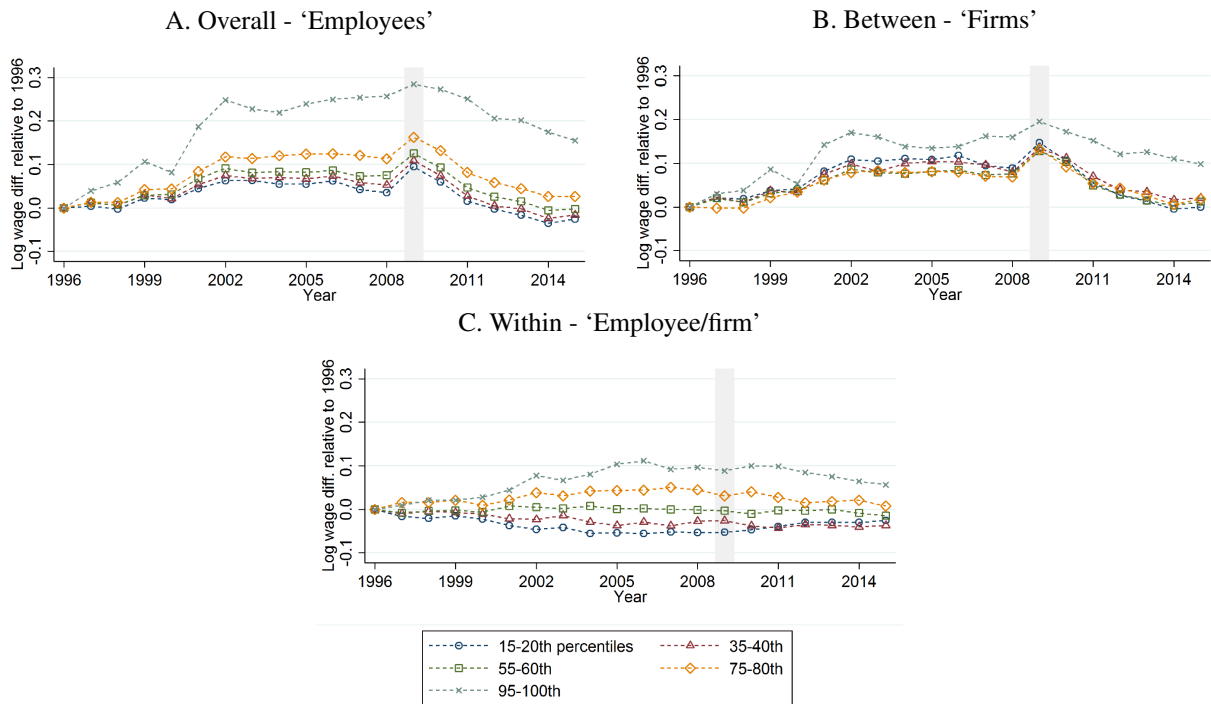 A. Overall - ‘Employees’
Log wage diff. relative to 1996
0.3
0.2
0.1
0.0
-0.1
1996 1999 2002 2005 2008 2011 2014
Year
B. Between - ‘Firms’
Log wage diff. relative to 1996
0.3
0.2
0.1
0.0
-0.1
1996 1999 2002 2005 2008 2011 2014
Year
C. Within - ‘Employee/firm’
Log wage diff. relative to 1996
0.3
0.2
0.1
0.0
-0.1
1996 1999 2002 2005 2008 2011 2014
Year
15-20th percentiles 35-40th
55-60th 75-80th
95-100th